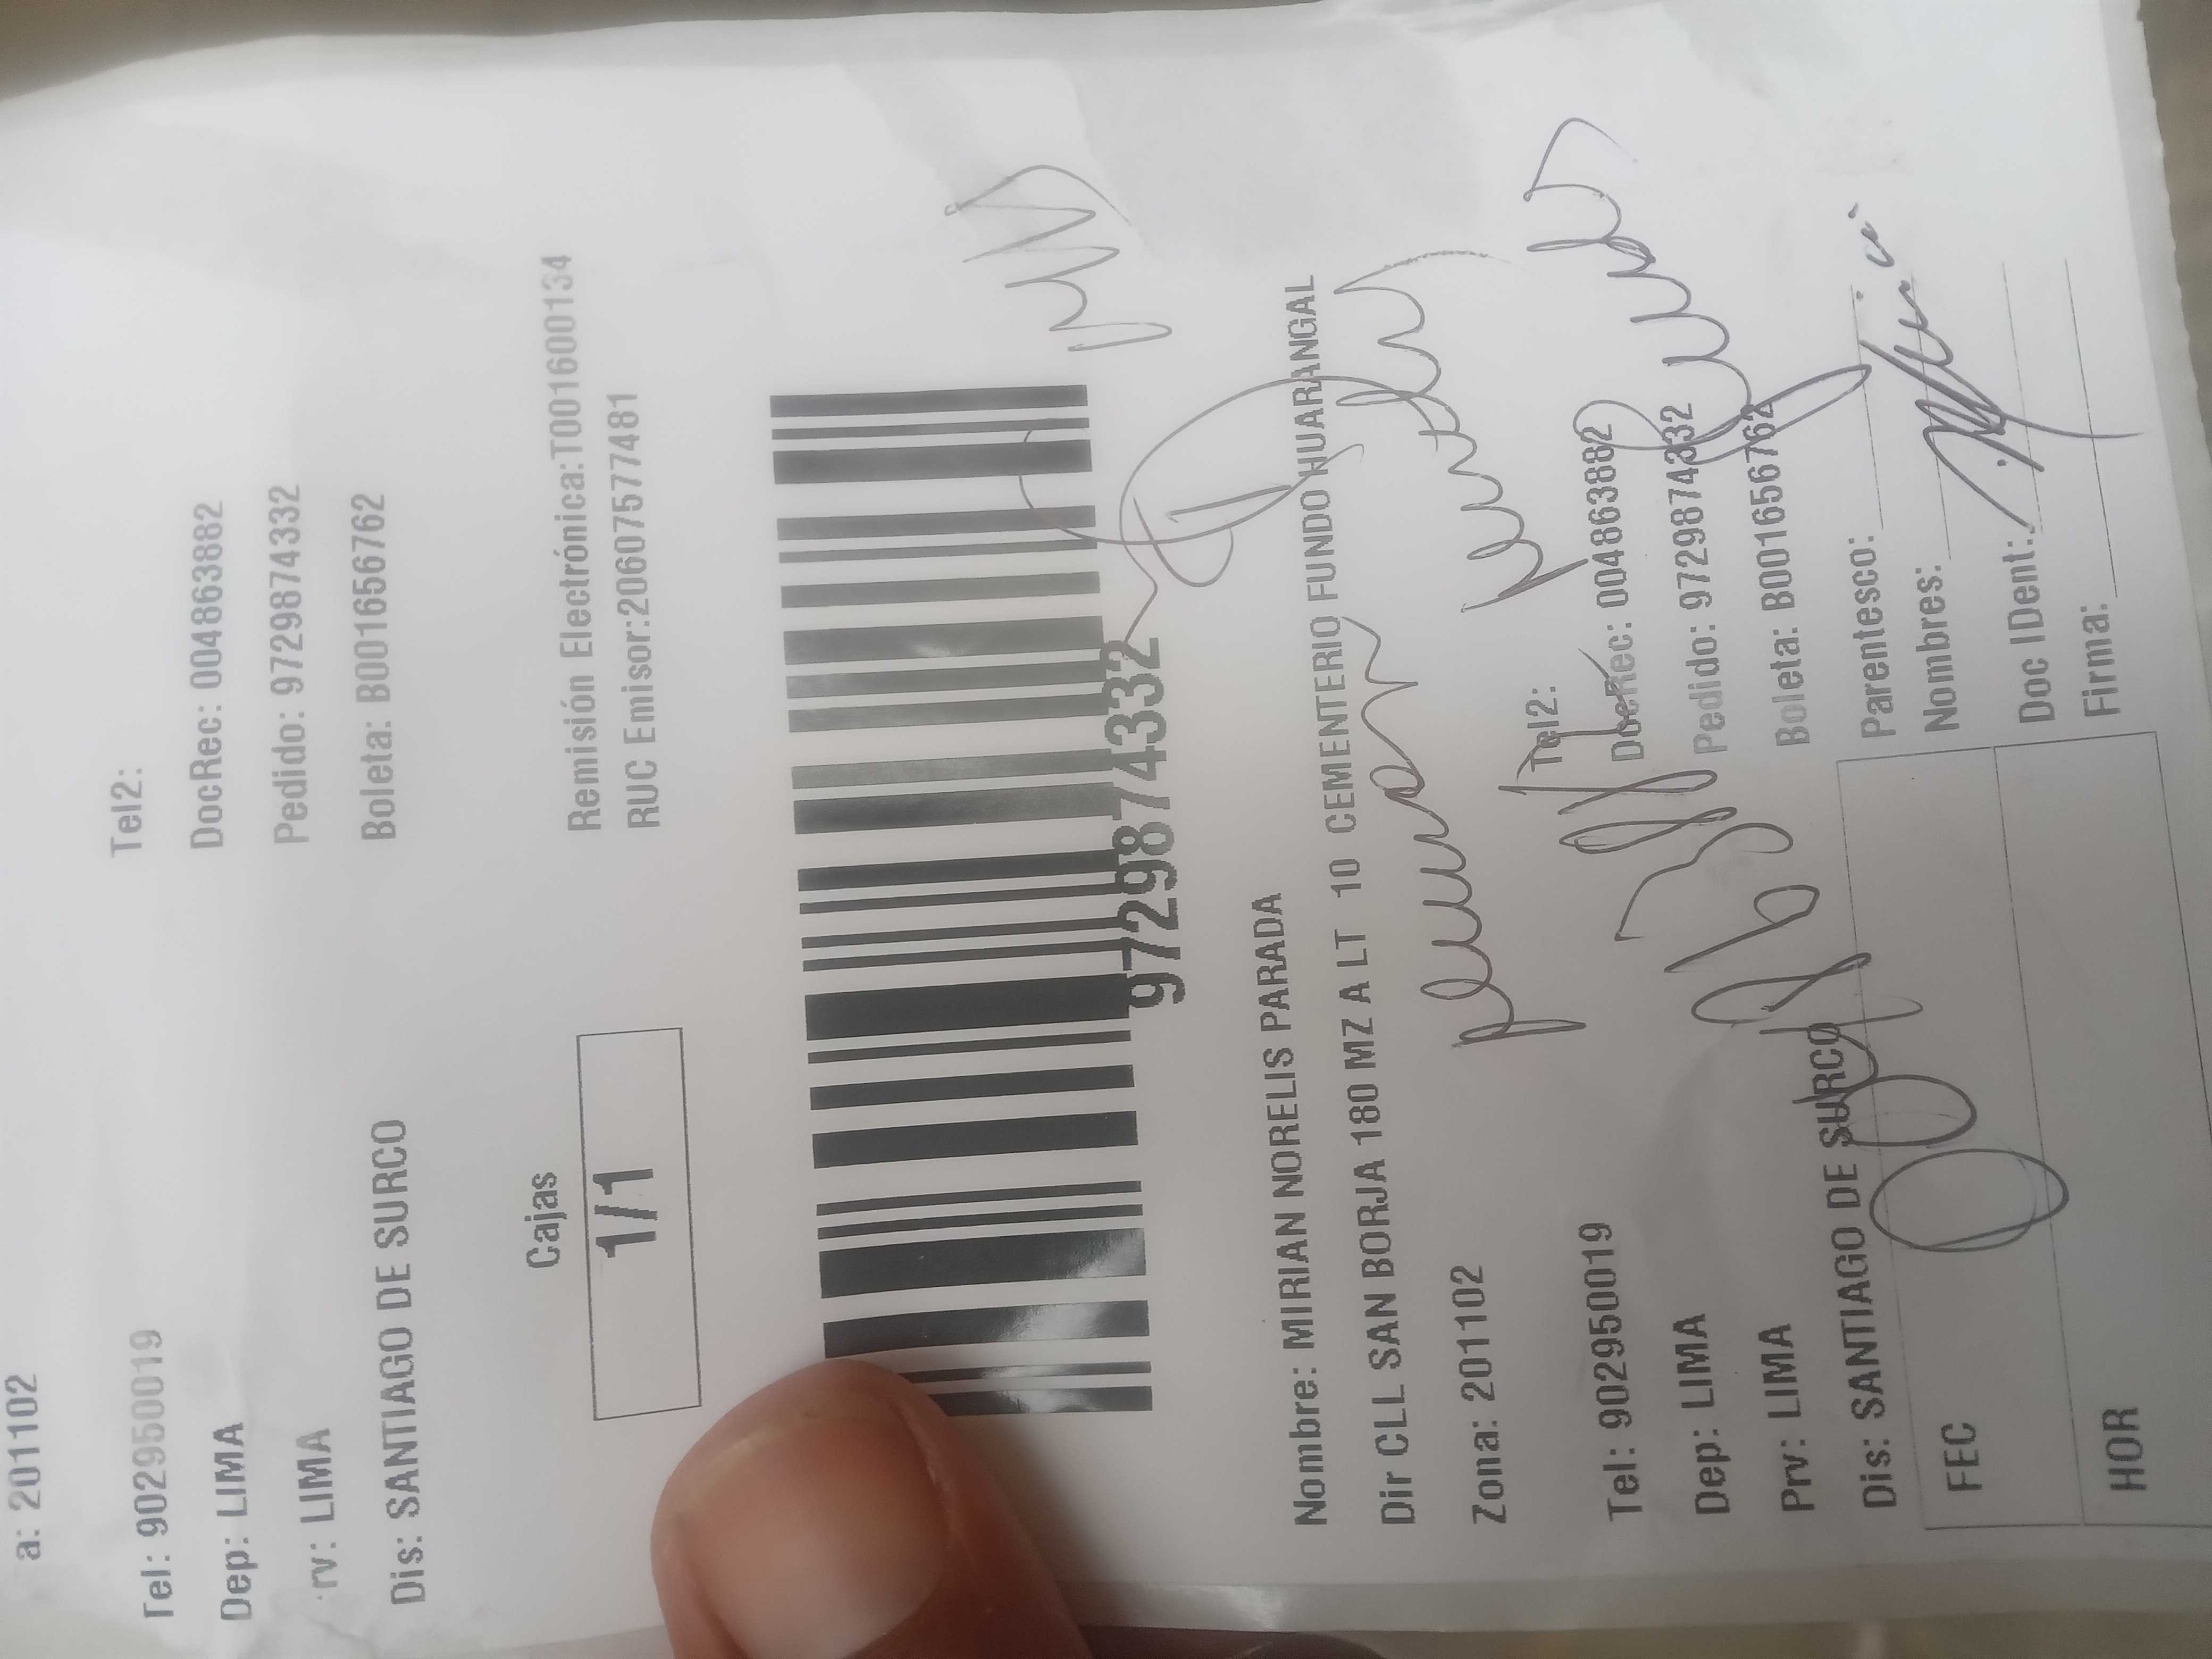 a: 201102
Tel: 902950019 Tel2:
Dep: LIMA DocRec: 004863882
rv: LIMA Pedido: 9729874332
Dis: SANTIAGO DE SURCO Boleta: B001656762
Cajas
1/1
Remisión Electrónica:T001600134
RUC Emisor:20607577481
9729874332
Nombre: MIRIAN NORELIS PARADA
Dir CLL SAN BORJA 180 MZ A LT 10 CEMENTERIO FUNDO HUARANGAL
Zona: 201102
Tel: 902950019 Tel2:
Dep: LIMA DocRec: 004863882
Prv: LIMA Pedido: 9729874332
Dis: SANTIAGO DE SURCO Boleta: B001656762
FEC
HOR
Parentesco:
Nombres:
Doc IDent:
Firma: